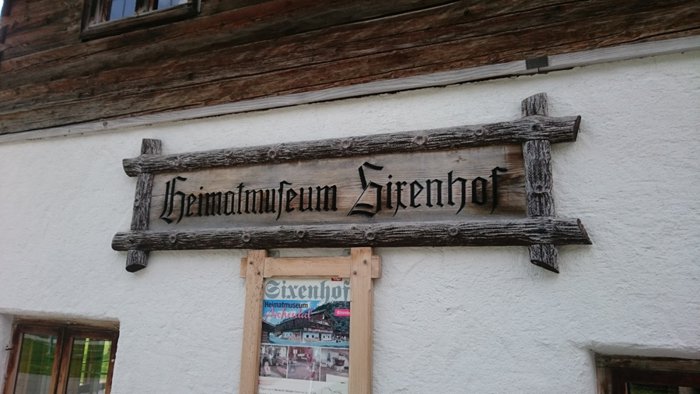 Heimatmuseum Sixenhof
Sixenhof
Heimatmuseum
Achental